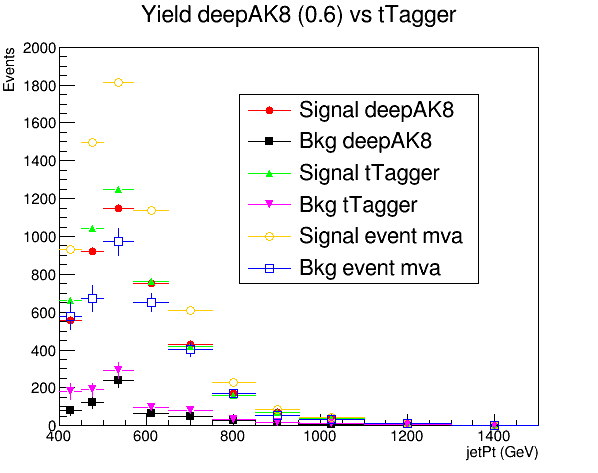 Yield deepAK8 (0.6) vs tTagger
Events
2000
1800
1600
1400
1200
1000
800
600
400
200
0
Signal deepAK8
Bkg deepAK8
Signal tTagger
Bkg tTagger
Signal event mva
Bkg event mva
400 600 800 1000 1200 1400
jetPt (GeV)